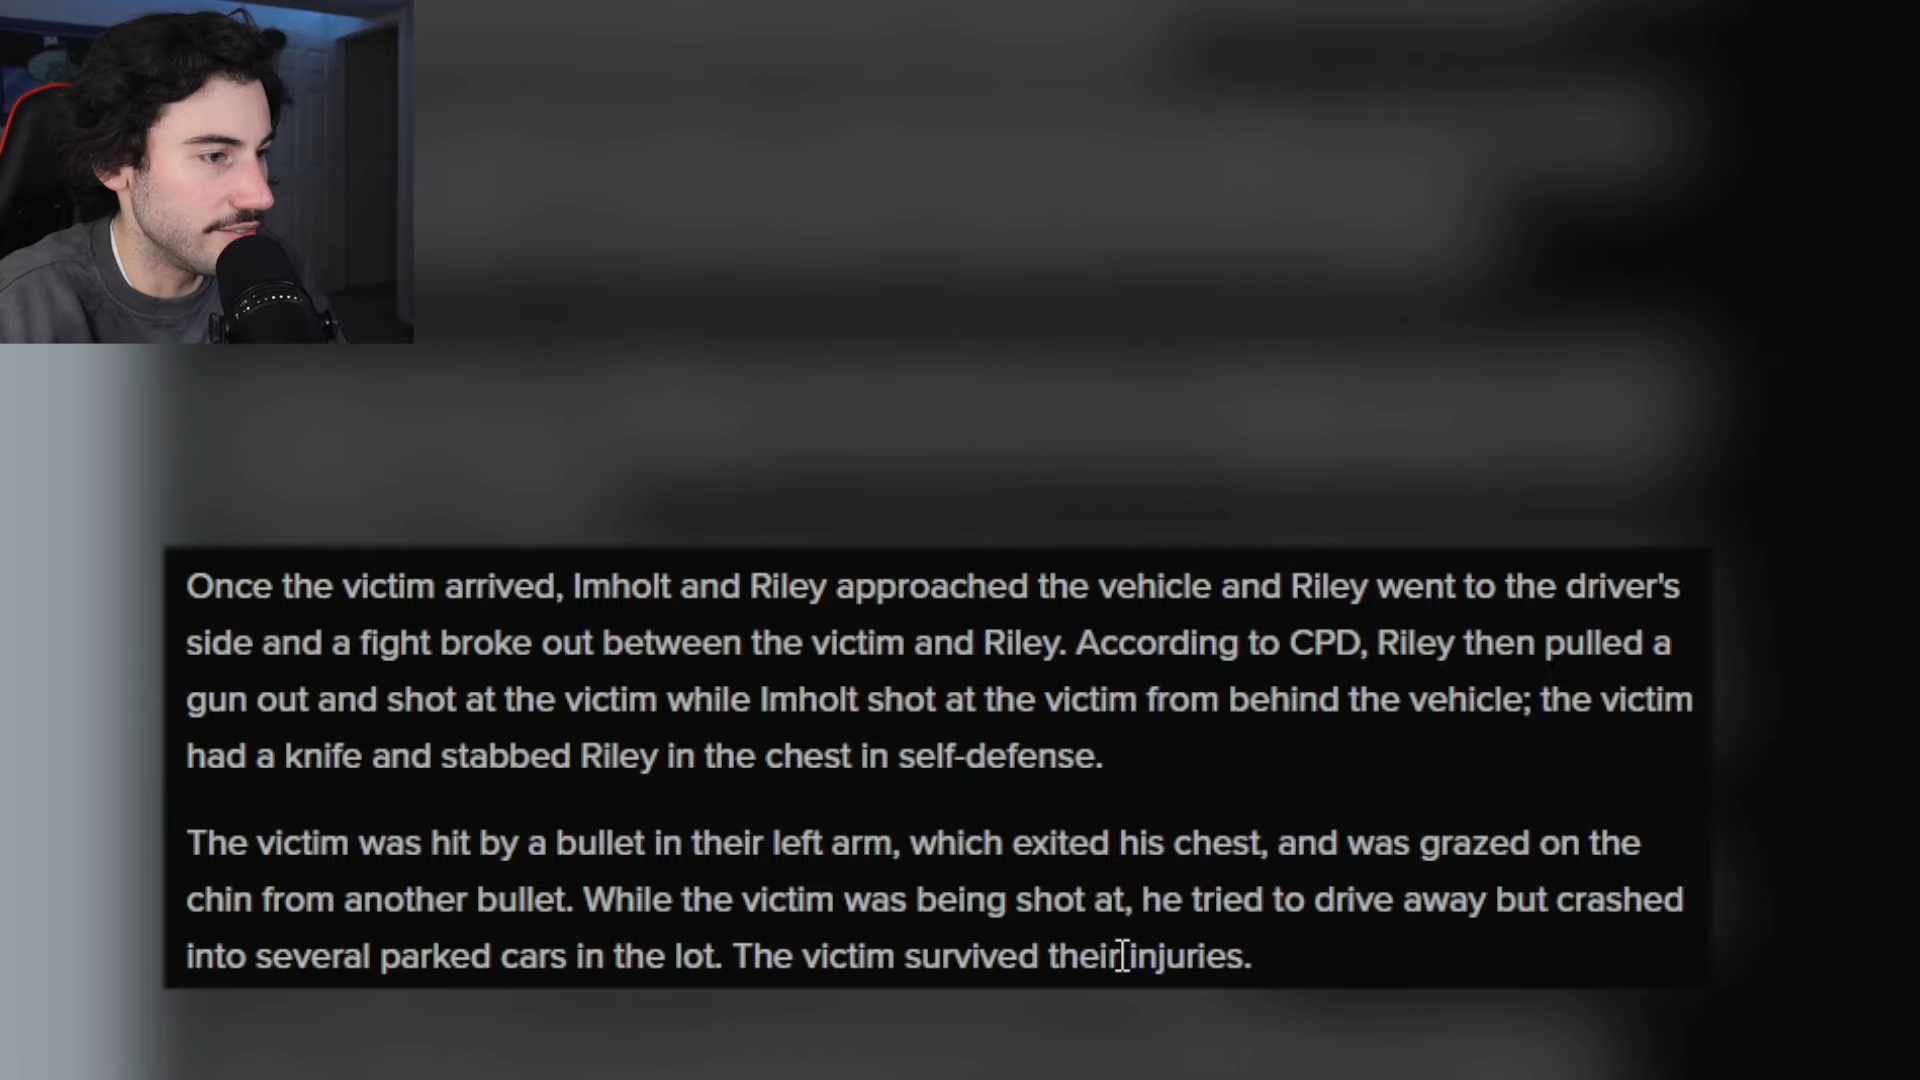 Once the victim arrived, Imholt and Riley approached the vehicle and Riley went to the driver's
side and a fight broke out between the victim and Riley. According to CPD, Riley then pulled a
gun out and shot at the victim while Imholt shot at the victim from behind the vehicle; the victim
had a knife and stabbed Riley in the chest in self-defense.
The victim was hit by a bullet in their left arm, which exited his chest, and was grazed on the
chin from another bullet. While the victim was being shot at, he tried to drive away but crashed
into several parked cars in the lot. The victim survived their injuries.